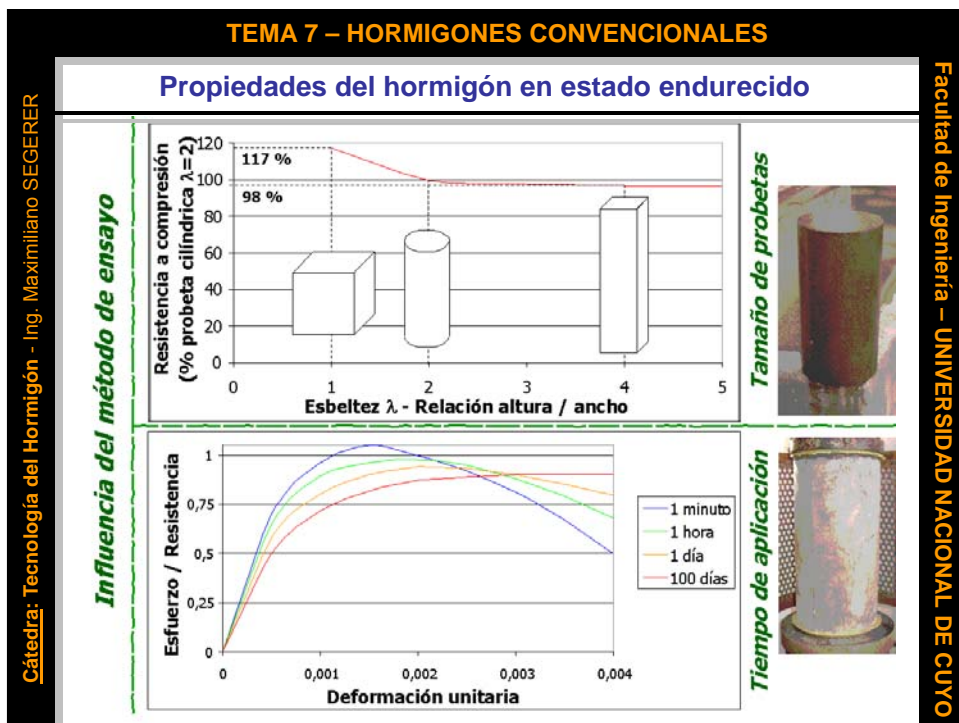 TEMA 7 – HORMIGONES CONVENCIONALES
Propiedades del hormigón en estado endurecido
Cátedra: Tecnología del Hormigón - Ing. Maximiliano SEGERER
Facultad de Ingeniería – UNIVERSIDAD NACIONAL DE CUYO
Influencia del método de ensayo
Resistencia a compresión
(% probeta cilíndrica λ=2)
120
100
80
60
40
20
0
117 %
98 %
0 1 2 3 4 5
Esbeltez λ - Relación altura / ancho
Tamaño de probetas
Esfuerzo / Resistencia
1
0,75
0,5
0,25
0
0 0,001 0,002 0,003 0,004
Deformación unitaria
1 minuto
1 hora
1 día
100 días
Tiempo de aplicación